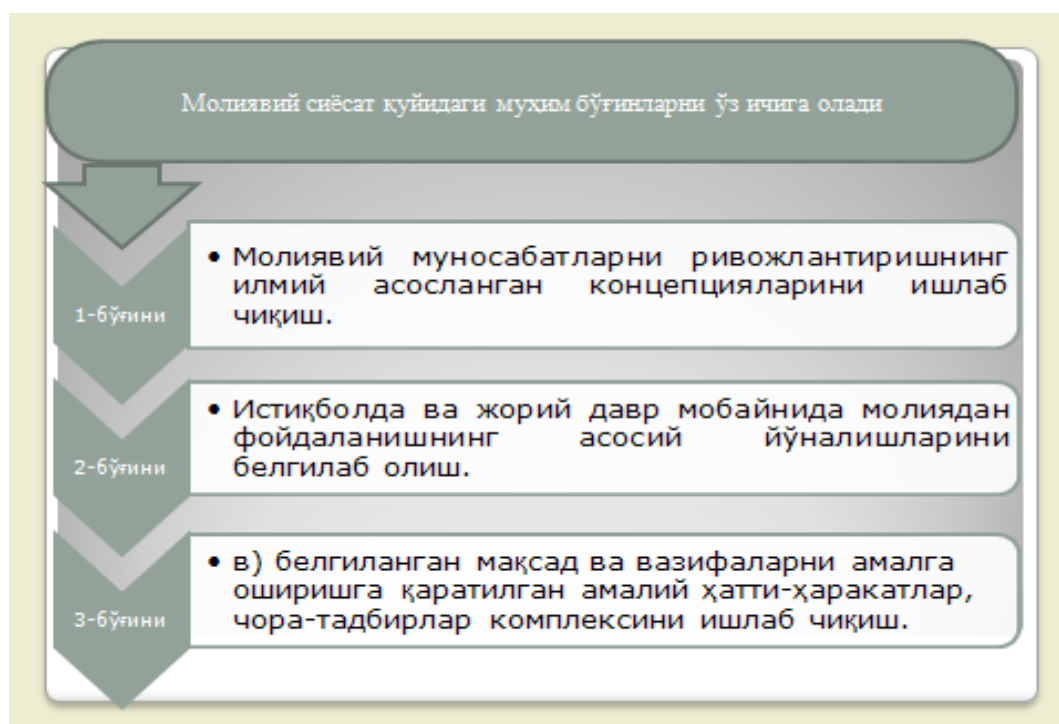 Молиявий сиёсат қуйидаги муҳим бўғинларни ўз ичига олади
1-бўғини
• Молиявий муносабатларни ривожлантиришнинг
илмий асосланган концепцияларини ишлаб
чиқиш.
2-бўғини
• Истиқболда ва жорий давр мобайнида молиядан
фойдаланишнинг асосий йўналишларини
белгилаб олиш.
3-бўғини
• в) белгиланган мақсад ва вазифаларни амалга
оширишга қаратилган амалий ҳатти-ҳаракатлар,
чора-тадбирлар комплексини ишлаб чиқиш.